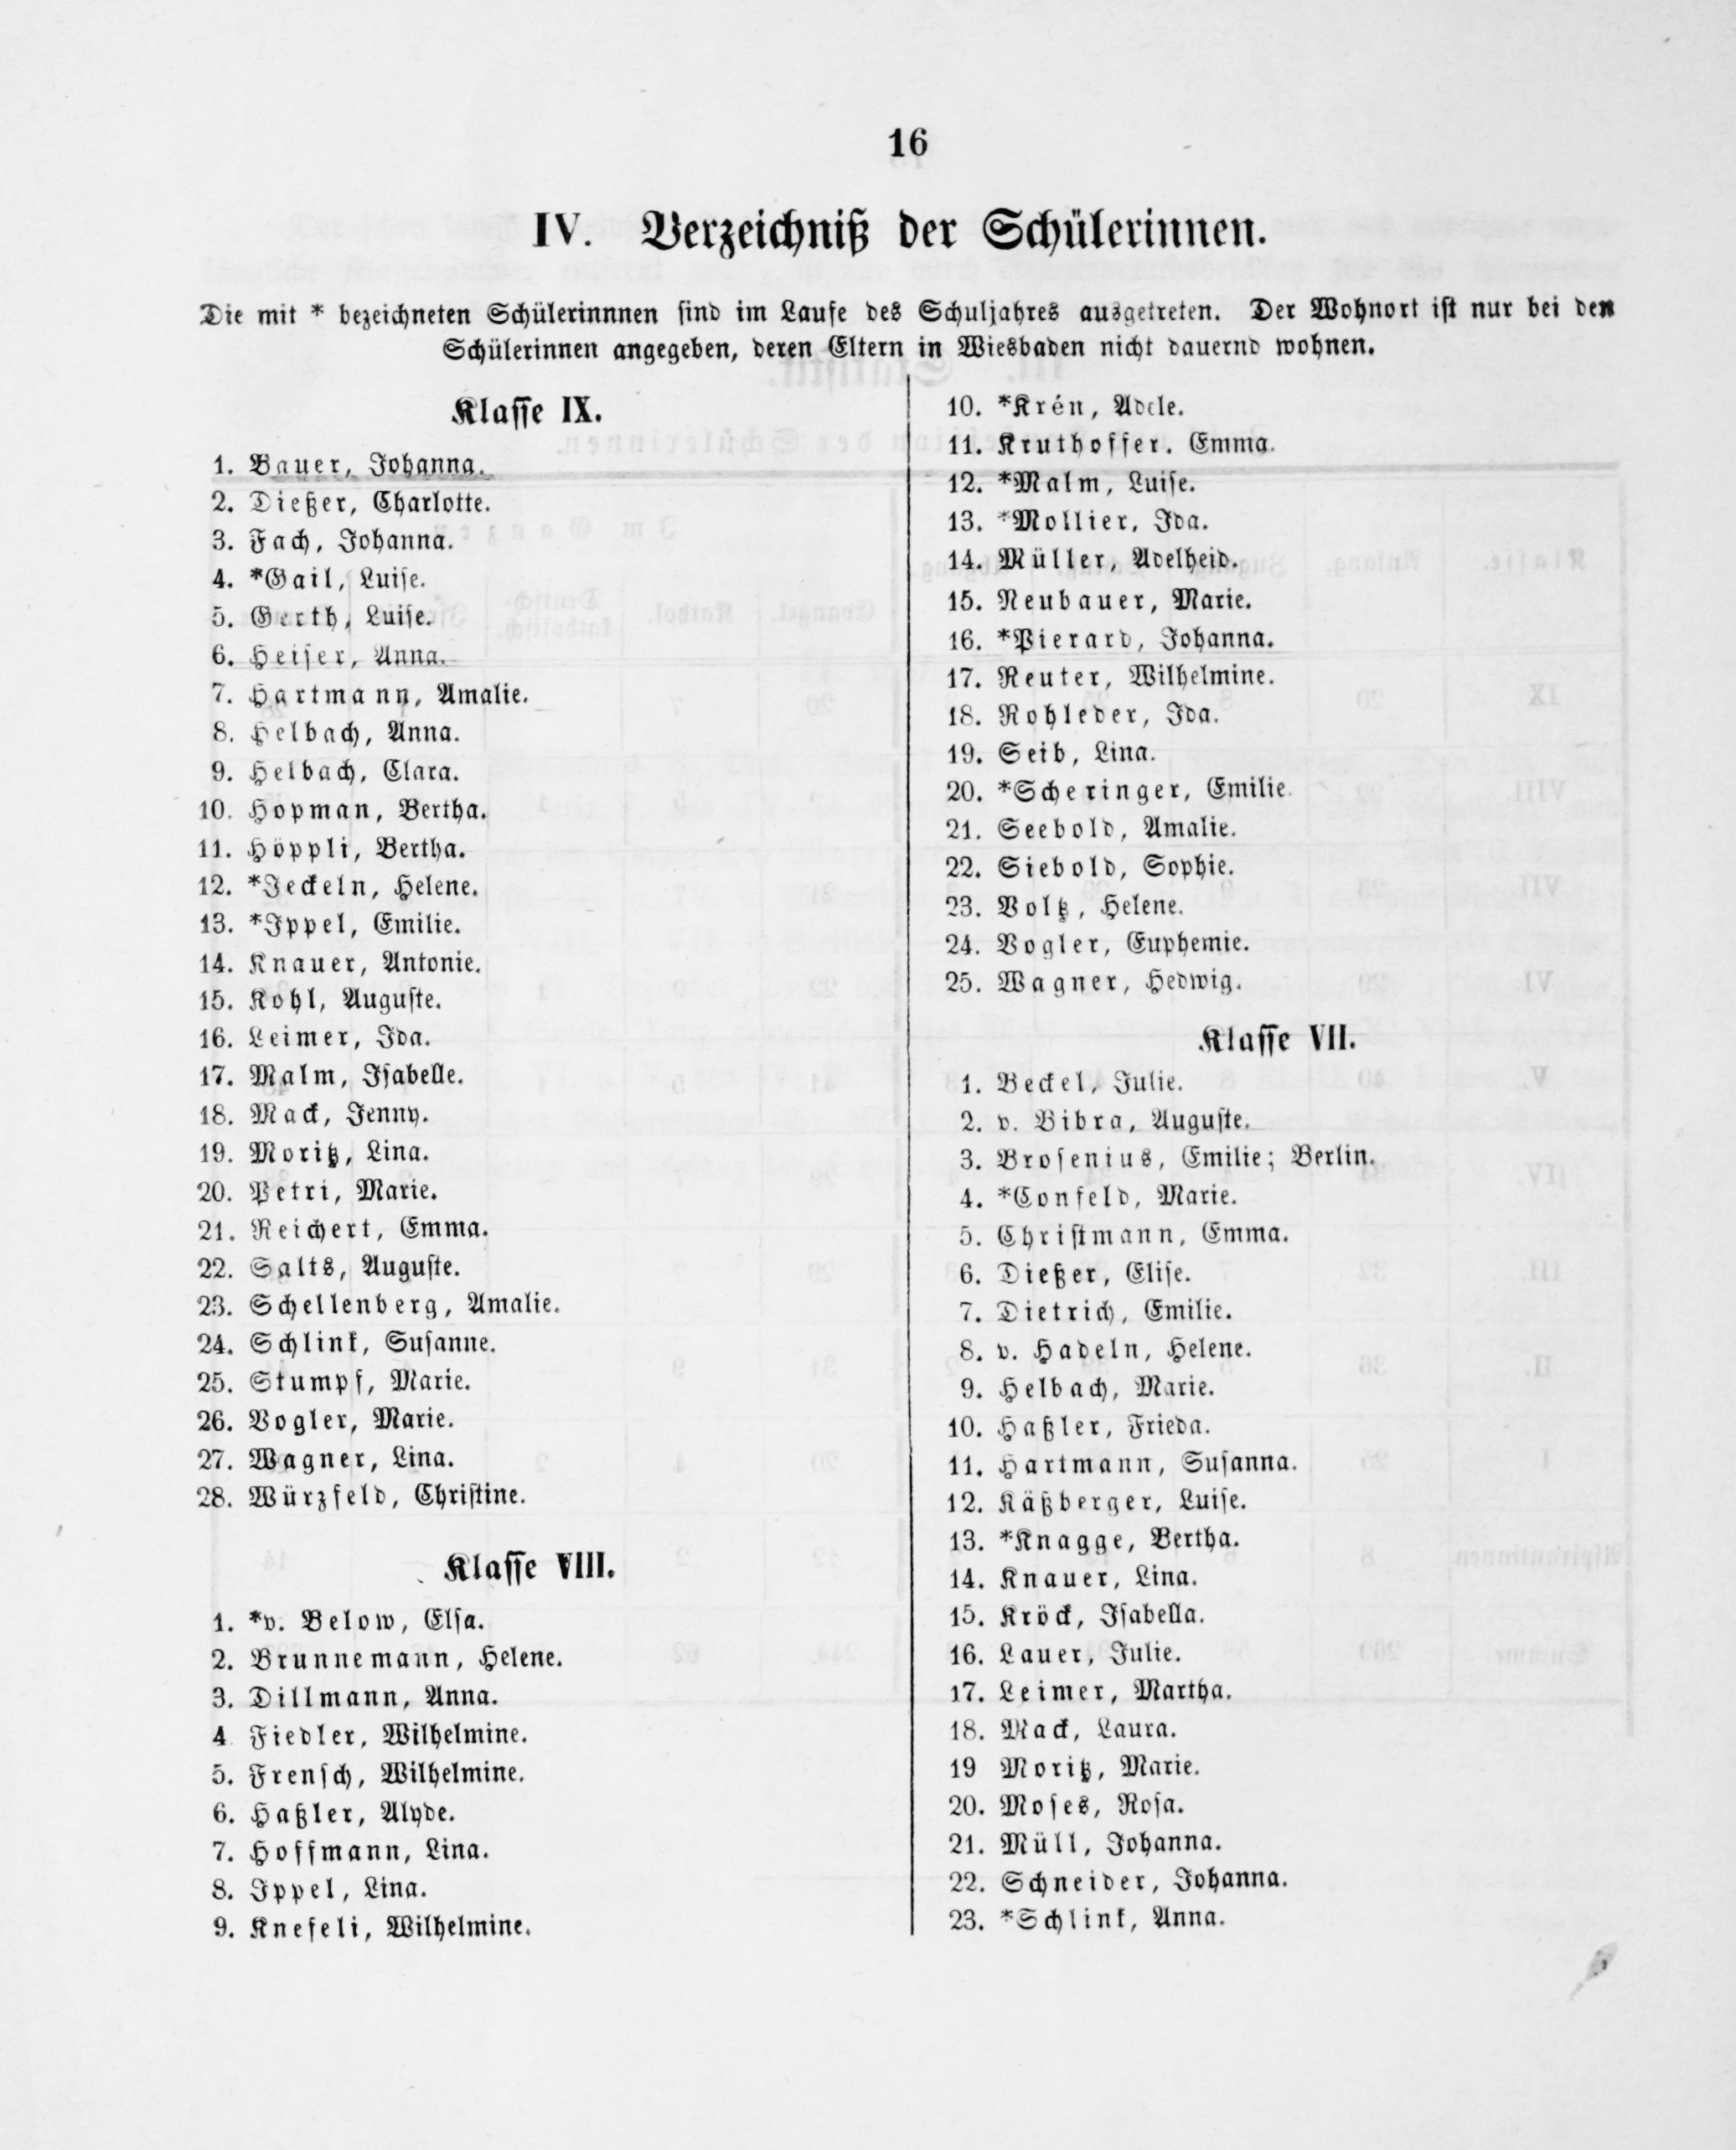 16
IV. Verzeichniß der Schülerinnen.
Die mit * bezeichneten Schülerinnnen sind im Laufe des Schuljahres ausgetreten. Der Wohnort ist nur bei den
Schülerinnen angegeben, deren Eltern in Wiesbaden nicht dauernd wohnen.
Klasse IX.
1. Bauer, Johanna.
2. Dießer, Charlotte.
3. Fach, Johanna.
4. *Gail, Luise.
5. Gerth, Luise.
6. Heiser, Anna.
7. Hartmann, Amalie.
8. Helbach, Anna.
9. Helbach, Clara.
10. Hopman, Bertha.
11. Höppli, Bertha.
12. *Jeckeln, Helene.
13. *Ippel, Emilie.
14. Knauer, Antonie.
15. Kohl, Auguste.
16. Leimer, Ida.
17. Malm, Isabelle.
18. Mack, Jenny.
19. Moritz, Lina.
20. Petri, Marie.
21. Reichert, Emma.
22. Salts, Auguste.
23. Schellenberg, Amalie.
24. Schlink, Susanne.
25. Stumpf, Marie.
26. Vogler, Marie.
27. Wagner, Lina.
28. Würzfeld, Christine.
Klasse VIII.
1. *v. Below, Elsa.
2. Brunnemann, Helene.
3. Dillmann, Anna.
4 Fiedler, Wilhelmine.
5. Frensch, Wilhelmine.
6. Haßler, Alyde.
7. Hoffmann, Lina.
8. Ippel, Lina.
9. Knefeli, Wilhelmine.
10. *Krén, Adele.
11. Kruthoffer. Emma.
12. *Malm, Luise.
13. *Mollier, Ida.
14. Müller, Adelheid.
15. Neubauer, Marie.
16. *Pierard, Johanna.
17. Reuter, Wilhelmine.
18. Rohleder, Ida.
19. Seib, Lina.
20. *Scheringer, Emilie.
21. Seebold, Amalie.
22. Siebold, Sophie.
23. Voltz, Helene.
24. Vogler, Euphemie.
25. Wagner, Hedwig.
Klasse VII.
1. Beckel, Julie.
2. v. Bibra, Auguste.
3. Brosenius, Emilie; Berlin.
4. *Confeld, Marie.
5. Christmann, Emma.
6. Dießer, Elise.
7. Dietrich, Emilie.
8. v. Hadeln, Helene.
9. Helbach, Marie.
10. Haßler, Frieda.
11. Hartmann, Susanna.
12. Käßberger, Luise.
13. *Knagge, Bertha.
14. Knauer, Lina.
15. Kröck, Isabella.
16. Lauer, Julie.
17. Leimer, Martha.
18. Mack, Laura.
19 Moritz, Marie.
20. Moses, Rosa.
21. Müll, Johanna.
22. Schneider, Johanna.
23. *Schlink, Anna.